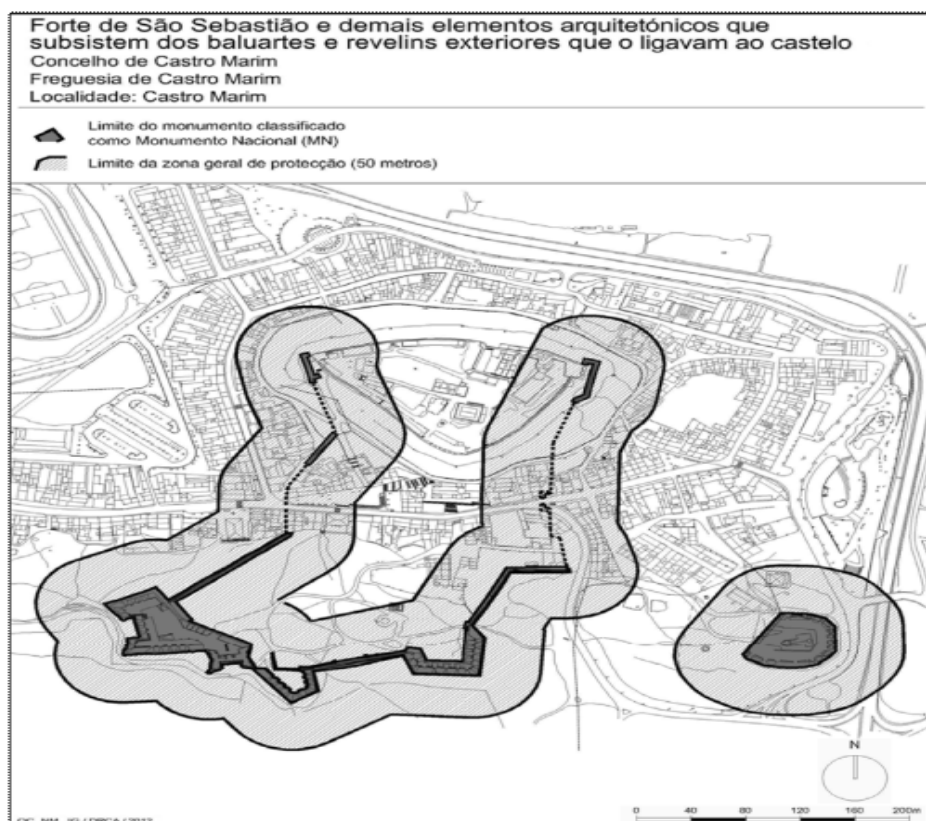 Forte de São Sebastião e demais elementos arquitetónicos que
subsistem dos baluartes e revelins exteriores que o ligavam ao castelo
Concelho de Castro Marim
Freguesia de Castro Marim
Localidade: Castro Marim
Limite do monumento classificado
como Monumento Nacional (MN)
Limite da zona geral de protecção (50 metros)
N
0 40 80 120 160 200m